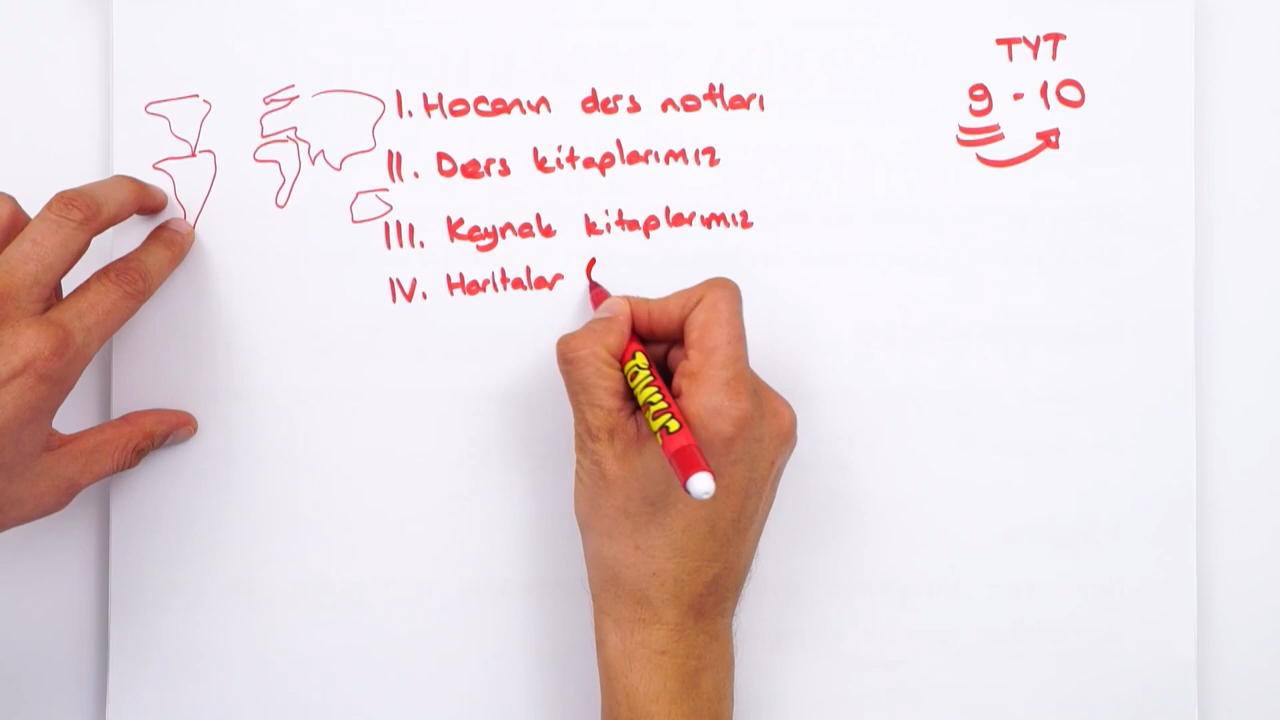 TYT
9 - 10
I. Hocanın ders notları
II. Ders kitaplarımız
III. Kaynak kitaplarımız
IV. Haritalar (